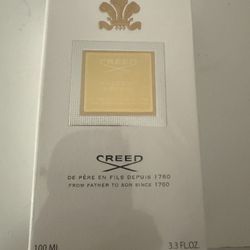 CREED
CREED
DE PÈRE EN FILS DEPUIS 1760
FROM FATHER TO SON SINCE 1760
100 ML
3.3 FL.OZ.